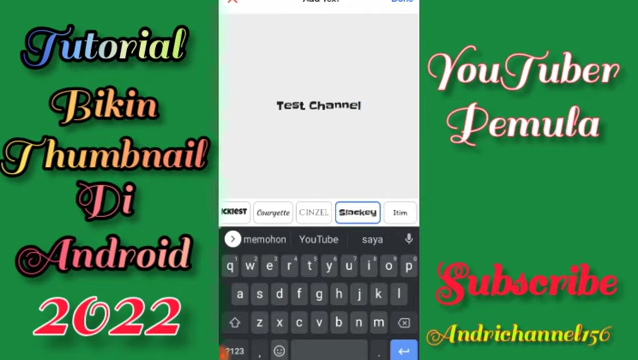 Tutorial
Bikin
Thumbnail
Di
Android
2022
Add Text
Done
Test Channel
Courgette
CINZEL
Slackey
Itim
memohon
YouTube
saya
q w e r t y u i o p
a s d f g h j k l
z x c v b n m
?123 , .
YouTuber
Pemula
Subscribe
Andrichannel156